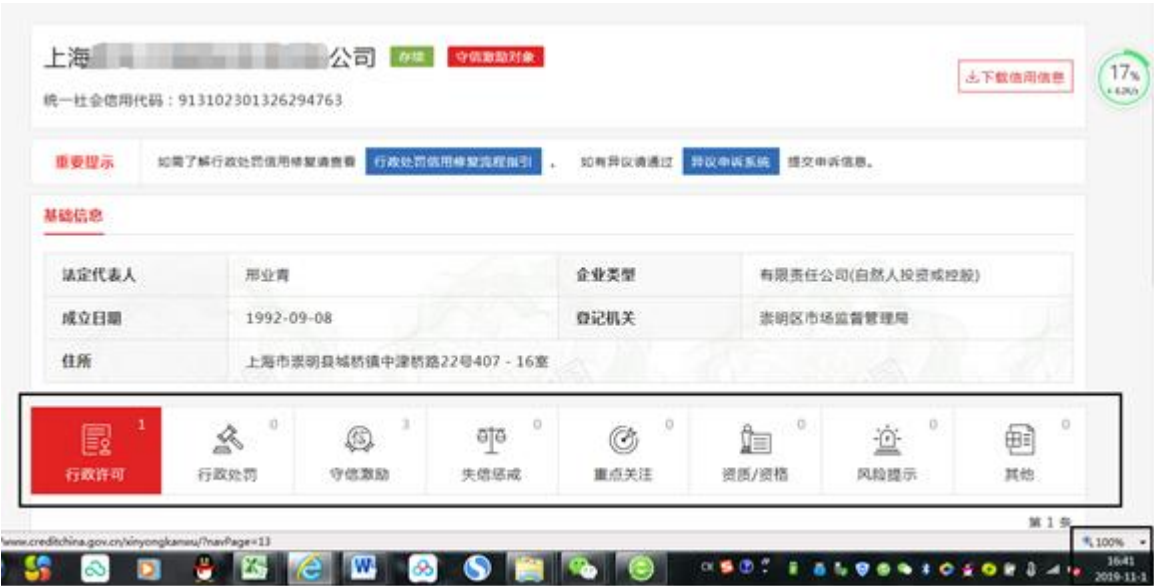 上海 公司 存续 守信激励对象
下载信用信息
17%
统一社会信用代码：913102301326294763
重要提示 如需了解行政处罚信用修复请查看 行政处罚信用修复流程指引 ， 如有异议请通过 异议申诉系统 提交申诉信息。
基础信息
法定代表人 邢业青 企业类型 有限责任公司(自然人投资或控股)
成立日期 1992-09-08 登记机关 崇明区市场监督管理局
住所 上海市崇明县城桥镇中津桥路22号407-16室
1 0 3 0 0 0 0 0
行政许可 行政处罚 守信激励 失信惩戒 重点关注 资质/资格 风险提示 其他
第 1 条
www.creditchina.gov.cn/xinyongkanwu/?navPage=13
100%
16:41
2019-11-1